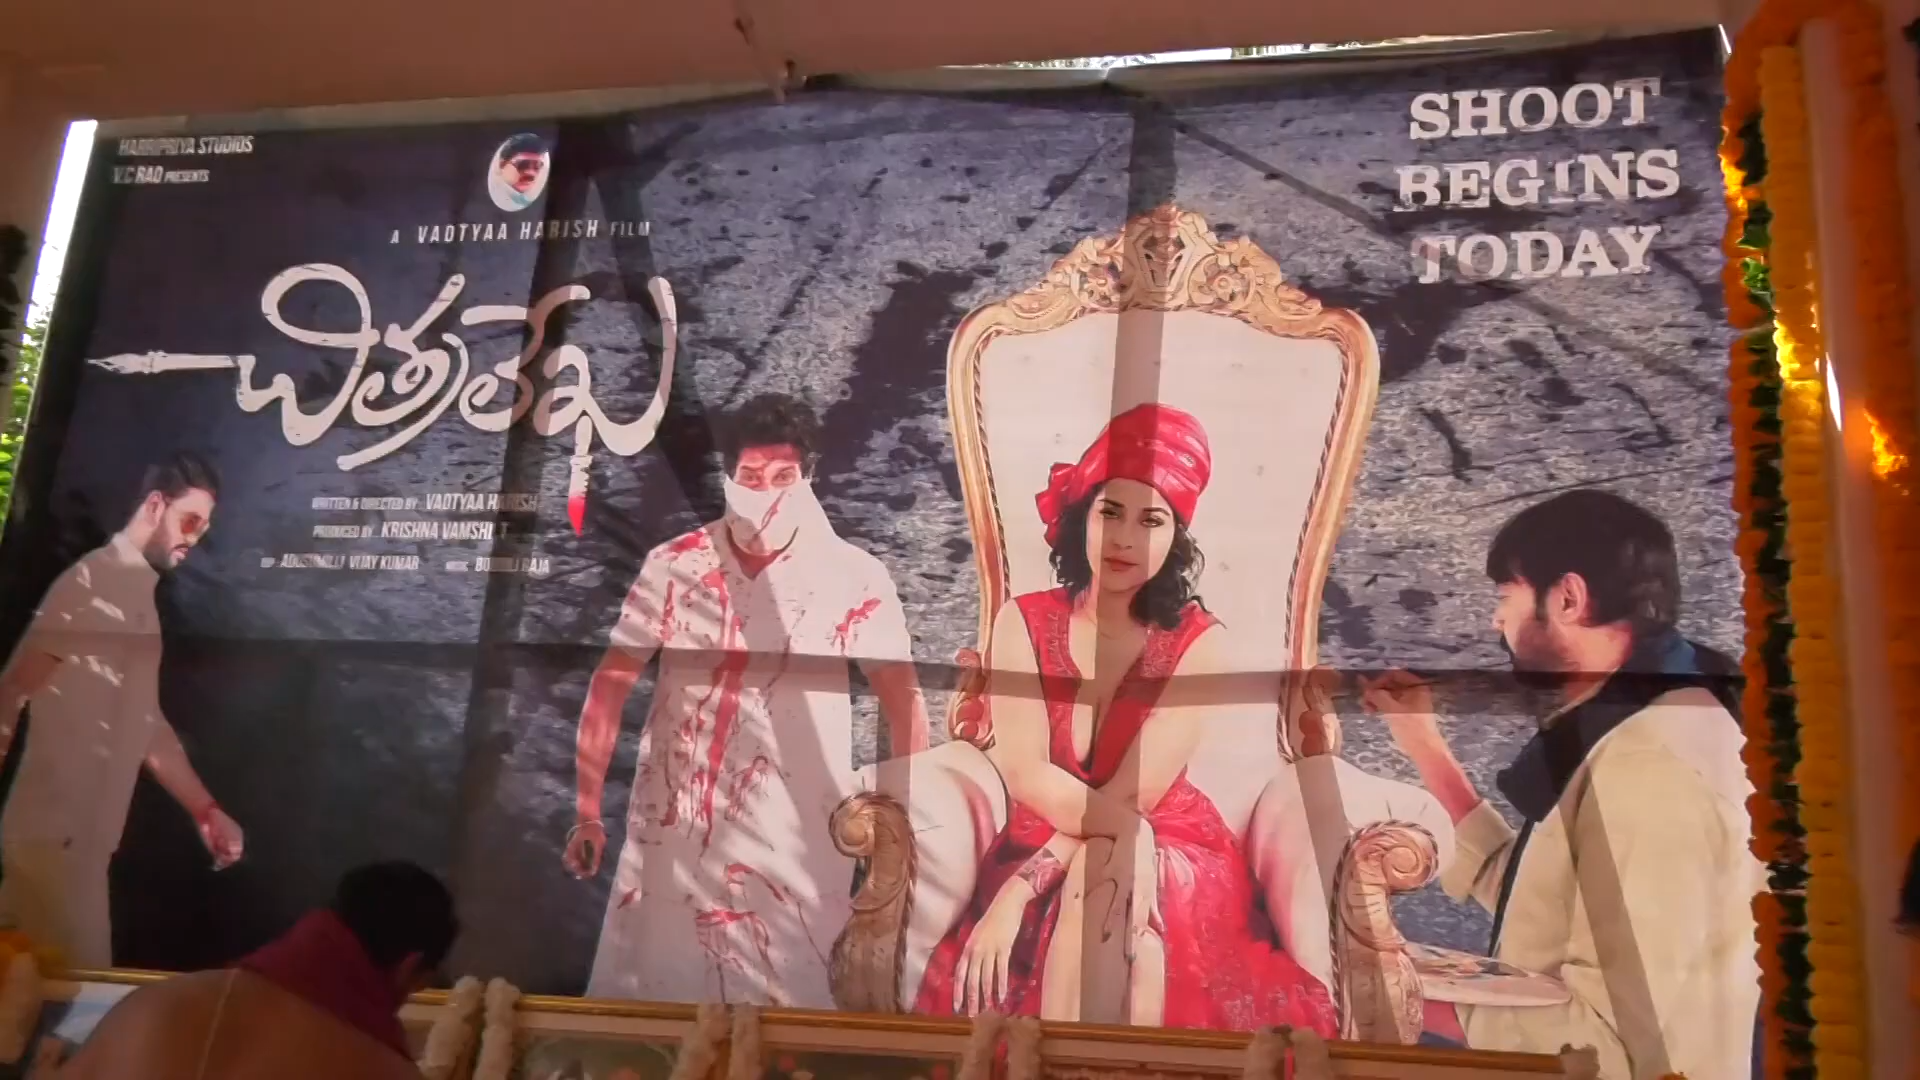 HARRIPRIYA STUDIOS
V.C RAO PRESENTS
A VADTYAA HARISH FILM
చిత్రలేఖ
WRITTEN & DIRECTED BY: VADTYAA HARISH
PRODUCED BY: KRISHNA VAMSHI T
DOP: ADUSUMILLI VIJAY KUMAR MUSIC: BOBBILI RAJA
SHOOT
BEGINS
TODAY